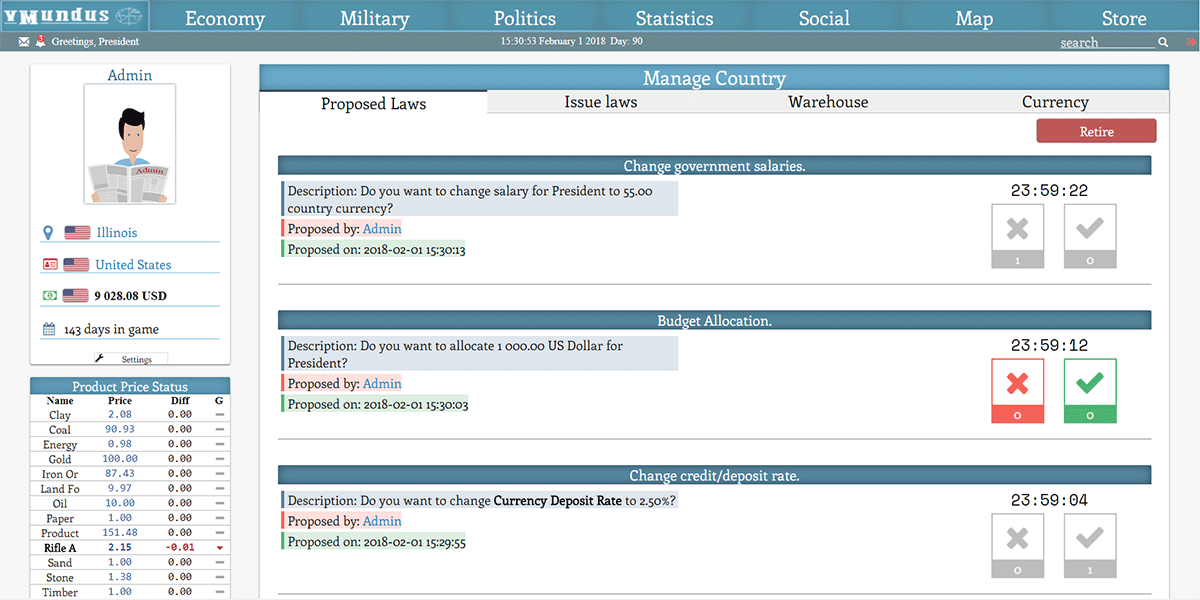 vMundus
Economy
Military
Politics
Statistics
Social
Map
Store
3
Greetings, President
15:30:53 February 1 2018 Day: 90
search
Admin
Admin
Illinois
United States
9 028.08 USD
143 days in game
Settings
Product Price Status
Name Price Diff G
Clay 2.08 0.00
Coal 90.93 0.00
Energy 0.98 0.00
Gold 100.00 0.00
Iron Or 87.43 0.00
Land Fo 9.97 0.00
Oil 10.00 0.00
Paper 1.00 0.00
Product 151.48 0.00
Rifle A 2.15 -0.01
Sand 1.00 0.00
Stone 1.38 0.00
Timber 1.00 0.00
Manage Country
Proposed Laws
Issue laws
Warehouse
Currency
Retire
Change government salaries.
Description: Do you want to change salary for President to 55.00
country currency?
Proposed by: Admin
Proposed on: 2018-02-01 15:30:13
23:59:22
1
0
Budget Allocation.
Description: Do you want to allocate 1 000.00 US Dollar for
President?
Proposed by: Admin
Proposed on: 2018-02-01 15:30:03
23:59:12
0
0
Change credit/deposit rate.
Description: Do you want to change Currency Deposit Rate to 2.50%?
Proposed by: Admin
Proposed on: 2018-02-01 15:29:55
23:59:04
0
1